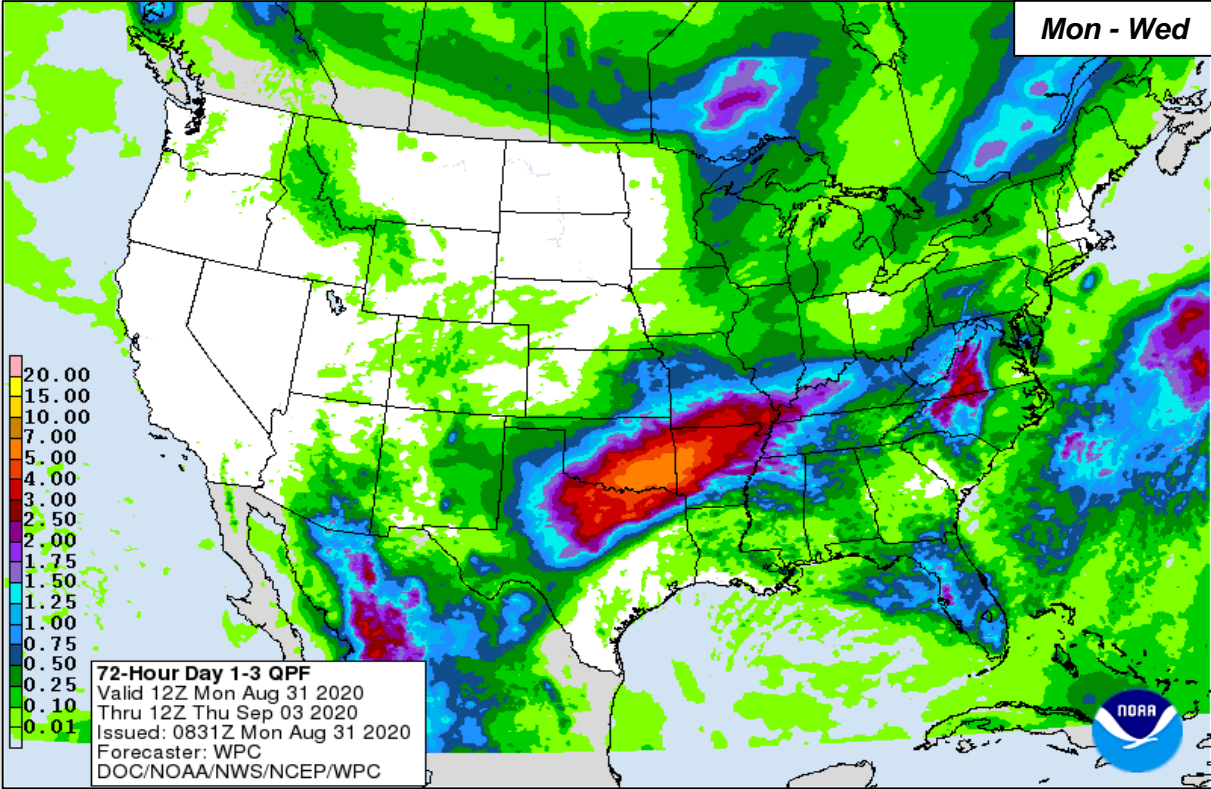 Mon - Wed
20.00
15.00
10.00
7.00
5.00
4.00
3.00
2.50
2.00
1.75
1.50
1.25
1.00
0.75
0.50
0.25
0.10
0.01
72-Hour Day 1-3 QPF
Valid 12Z Mon Aug 31 2020
Thru 12Z Thu Sep 03 2020
Issued: 0831Z Mon Aug 31 2020
Forecaster: WPC
DOC/NOAA/NWS/NCEP/WPC
NOAA